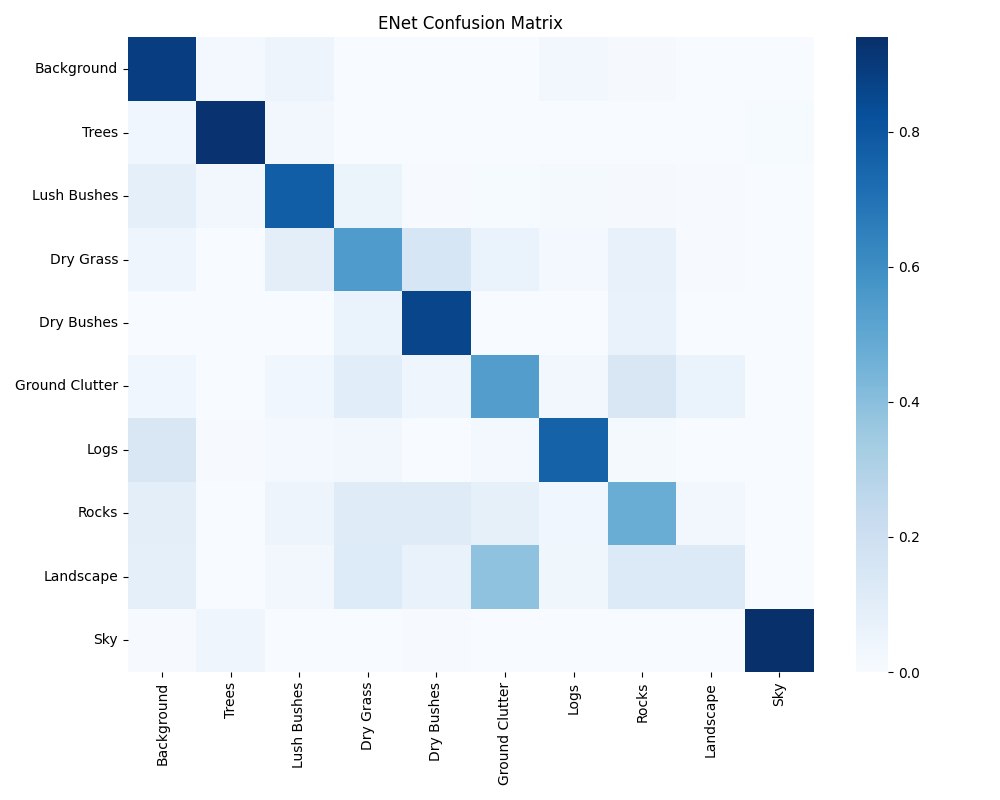 ENet Confusion Matrix
Background
Trees
Lush Bushes
Dry Grass
Dry Bushes
Ground Clutter
Logs
Rocks
Landscape
Sky
0.8
0.6
0.4
0.2
0.0
Background
Trees
Lush Bushes
Dry Grass
Dry Bushes
Ground Clutter
Logs
Rocks
Landscape
Sky